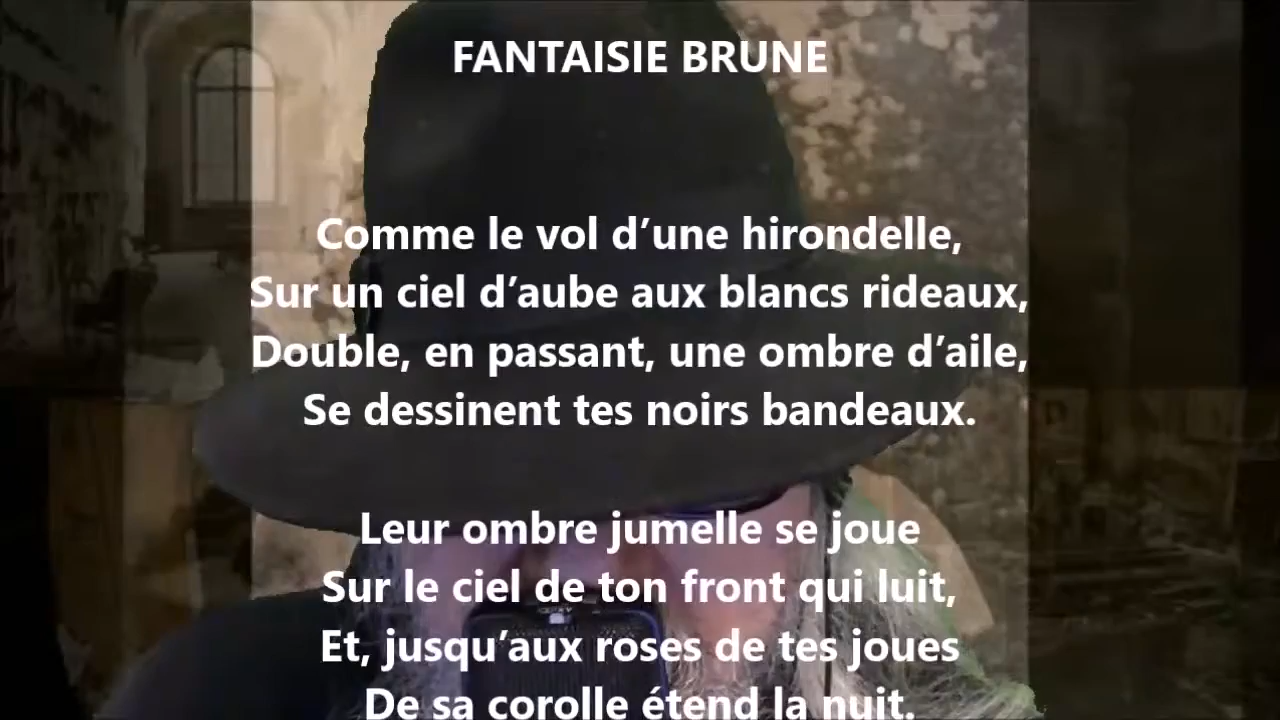 FANTAISIE BRUNE
Comme le vol d’une hirondelle,
Sur un ciel d’aube aux blancs rideaux,
Double, en passant, une ombre d’aile,
Se dessinent tes noirs bandeaux.
Leur ombre jumelle se joue
Sur le ciel de ton front qui luit,
Et, jusqu’aux roses de tes joues
De sa corolle étend la nuit.